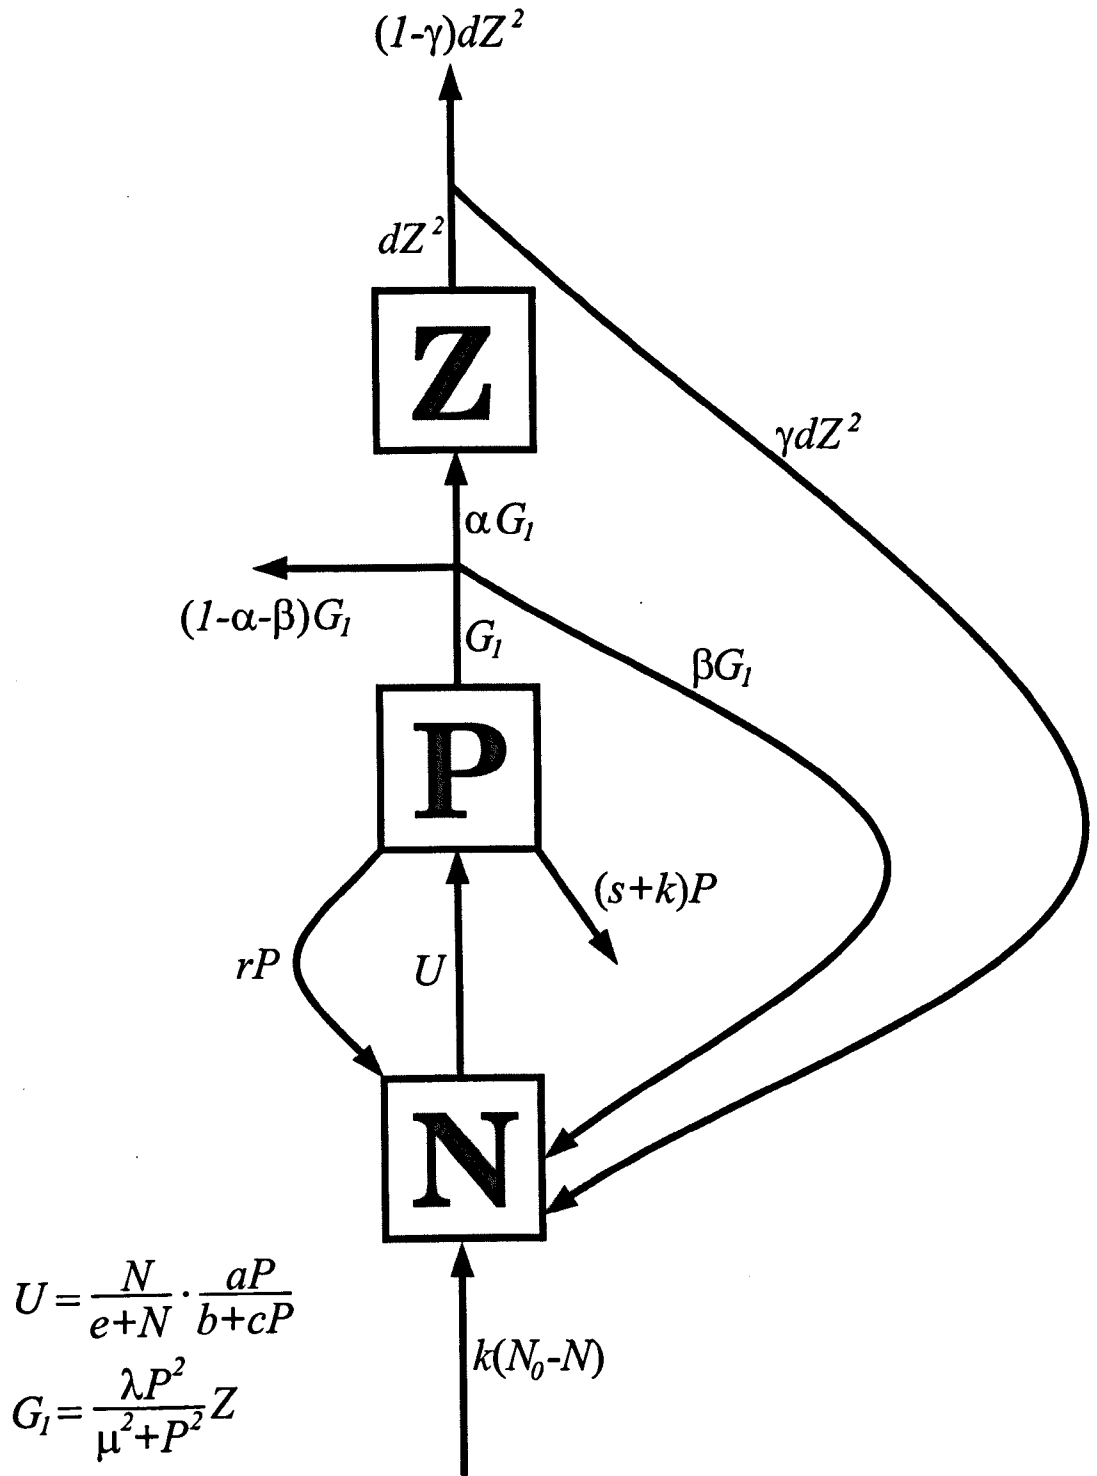 (1-γ)dZ²
dZ²
Z
γdZ²
αG₁
(1-α-β)G₁
G₁
βG₁
P
(s+k)P
rP
U
N
U = N/(e+N) · aP/(b+cP)
k(N₀-N)
G₁ = λP²/(μ²+P²) Z